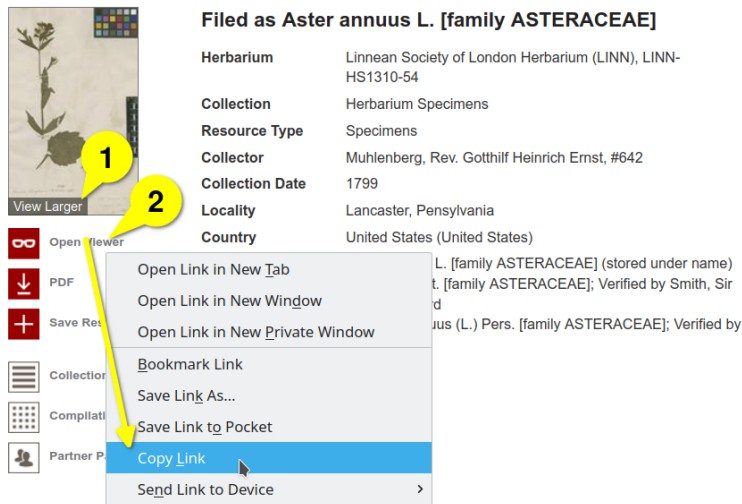 Filed as Aster annuus L. [family ASTERACEAE]
Herbarium Linnean Society of London Herbarium (LINN), LINN-
HS1310-54
Collection Herbarium Specimens
Resource Type Specimens
Collector Muhlenberg, Rev. Gotthilf Heinrich Ernst, #642
Collection Date 1799
Locality Lancaster, Pensylvania
Country United States (United States)
L. [family ASTERACEAE] (stored under name)
t. [family ASTERACEAE]; Verified by Smith, Sir
rd
uus (L.) Pers. [family ASTERACEAE]; Verified by
1
View Larger
2
Open Viewer
PDF
Save Res
Collection
Compilati
Partner P
Open Link in New Tab
Open Link in New Window
Open Link in New Private Window
Bookmark Link
Save Link As...
Save Link to Pocket
Copy Link
Send Link to Device